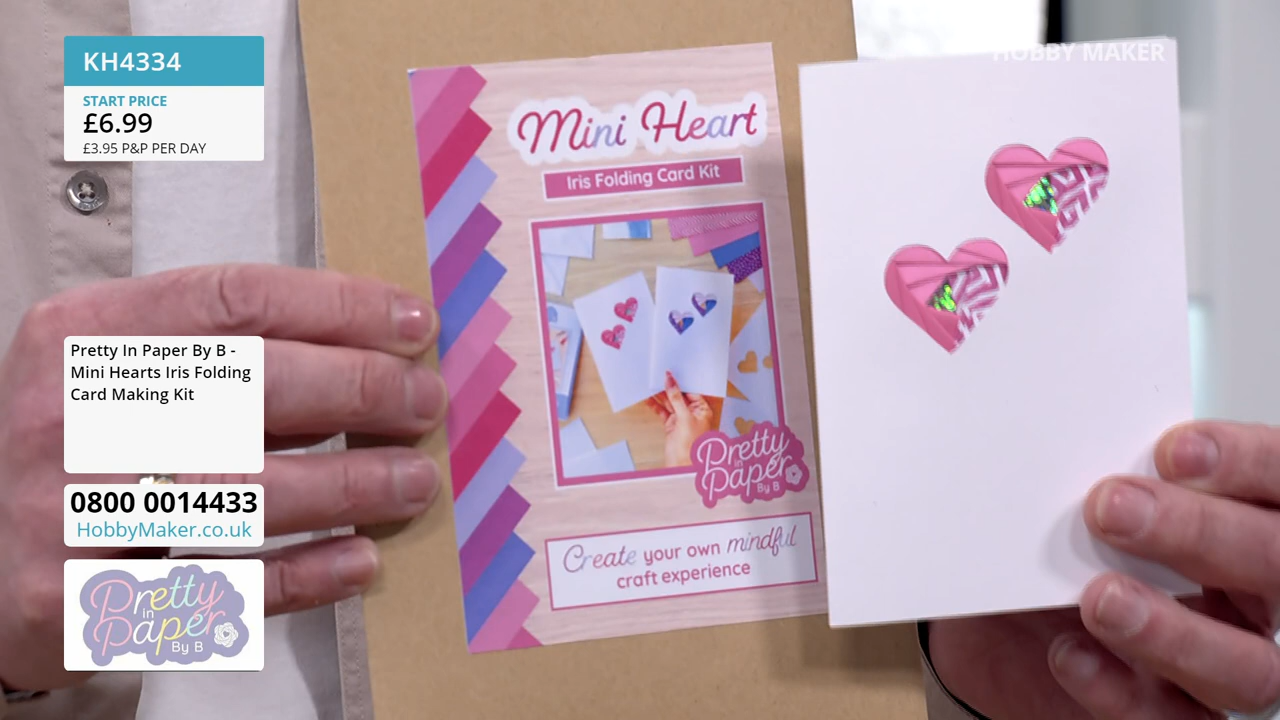 KH4334
START PRICE
£6.99
£3.95 P&P PER DAY
Pretty In Paper By B -
Mini Hearts Iris Folding
Card Making Kit
0800 0014433
HobbyMaker.co.uk
Pretty
in
Paper
By B
Mini Heart
Iris Folding Card Kit
Pretty
in
Paper
By B
Create your own mindful
craft experience
HOBBY MAKER